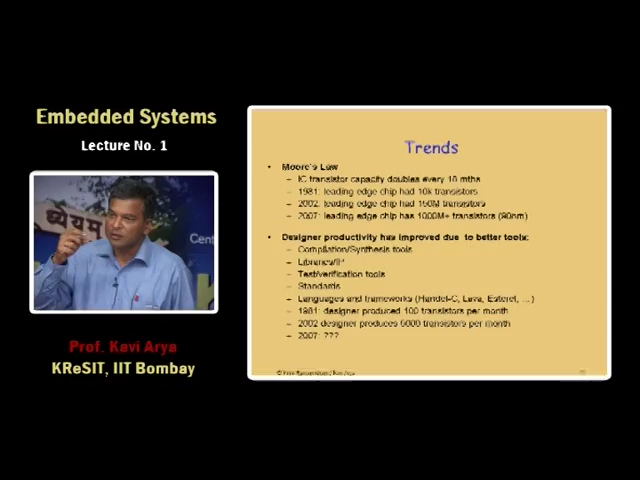 Embedded Systems
Lecture No. 1
ध्येयम्
Cent
Prof. Kavi Arya
KReSIT, IIT Bombay
Trends
• Moore's Law
– IC transistor capacity doubles every 18 mths
– 1981: leading edge chip had 10k transistors
– 2002: leading edge chip had 150M transistors
– 2007: leading edge chip has 1000M+ transistors (90nm)
• Designer productivity has improved due to better tools:
– Compilation/Synthesis tools
– Libraries/IP
– Test/verification tools
– Standards
– Languages and frameworks (Handel-C, Lava, Esterel, ...)
– 1981: designer produced 100 transistors per month
– 2002 designer produces 5000 transistors per month
– 2007: ???